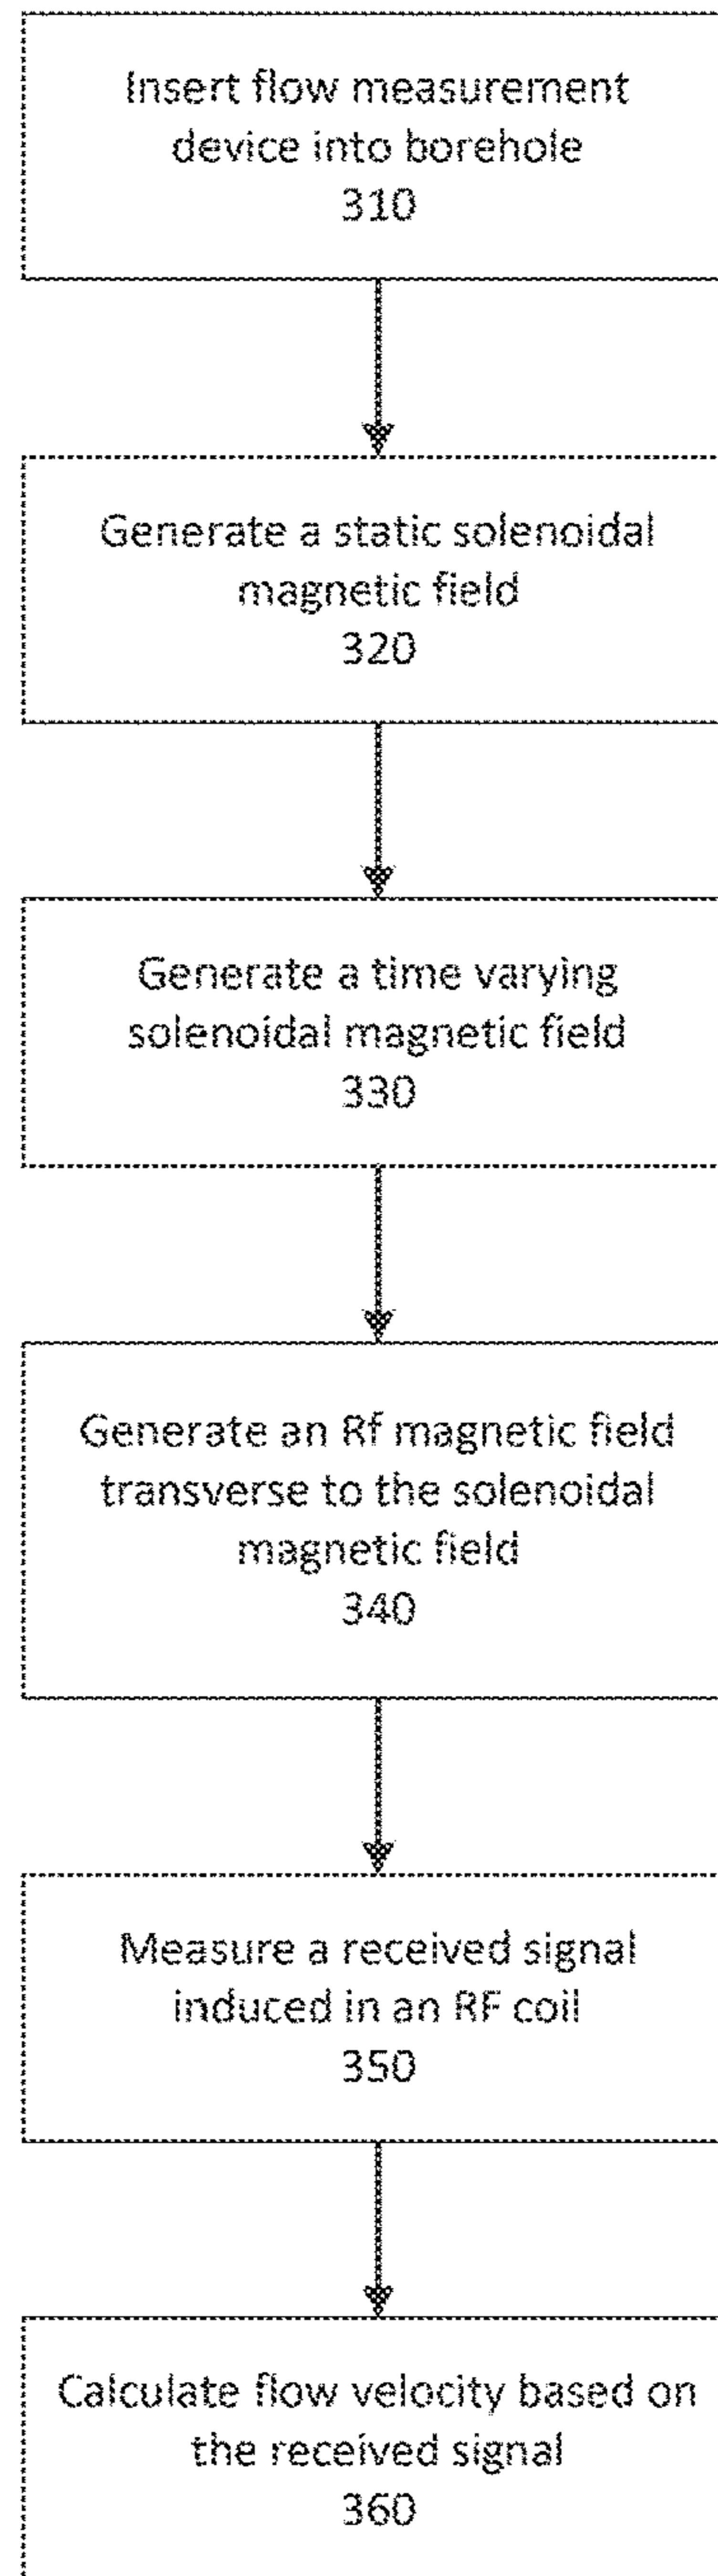 Insert flow measurement
device into borehole
310
Generate a static solenoidal
magnetic field
320
Generate a time varying
solenoidal magnetic field
330
Generate an Rf magnetic field
transverse to the solenoidal
magnetic field
340
Measure a received signal
induced in an RF coil
350
Calculate flow velocity based on
the received signal
360